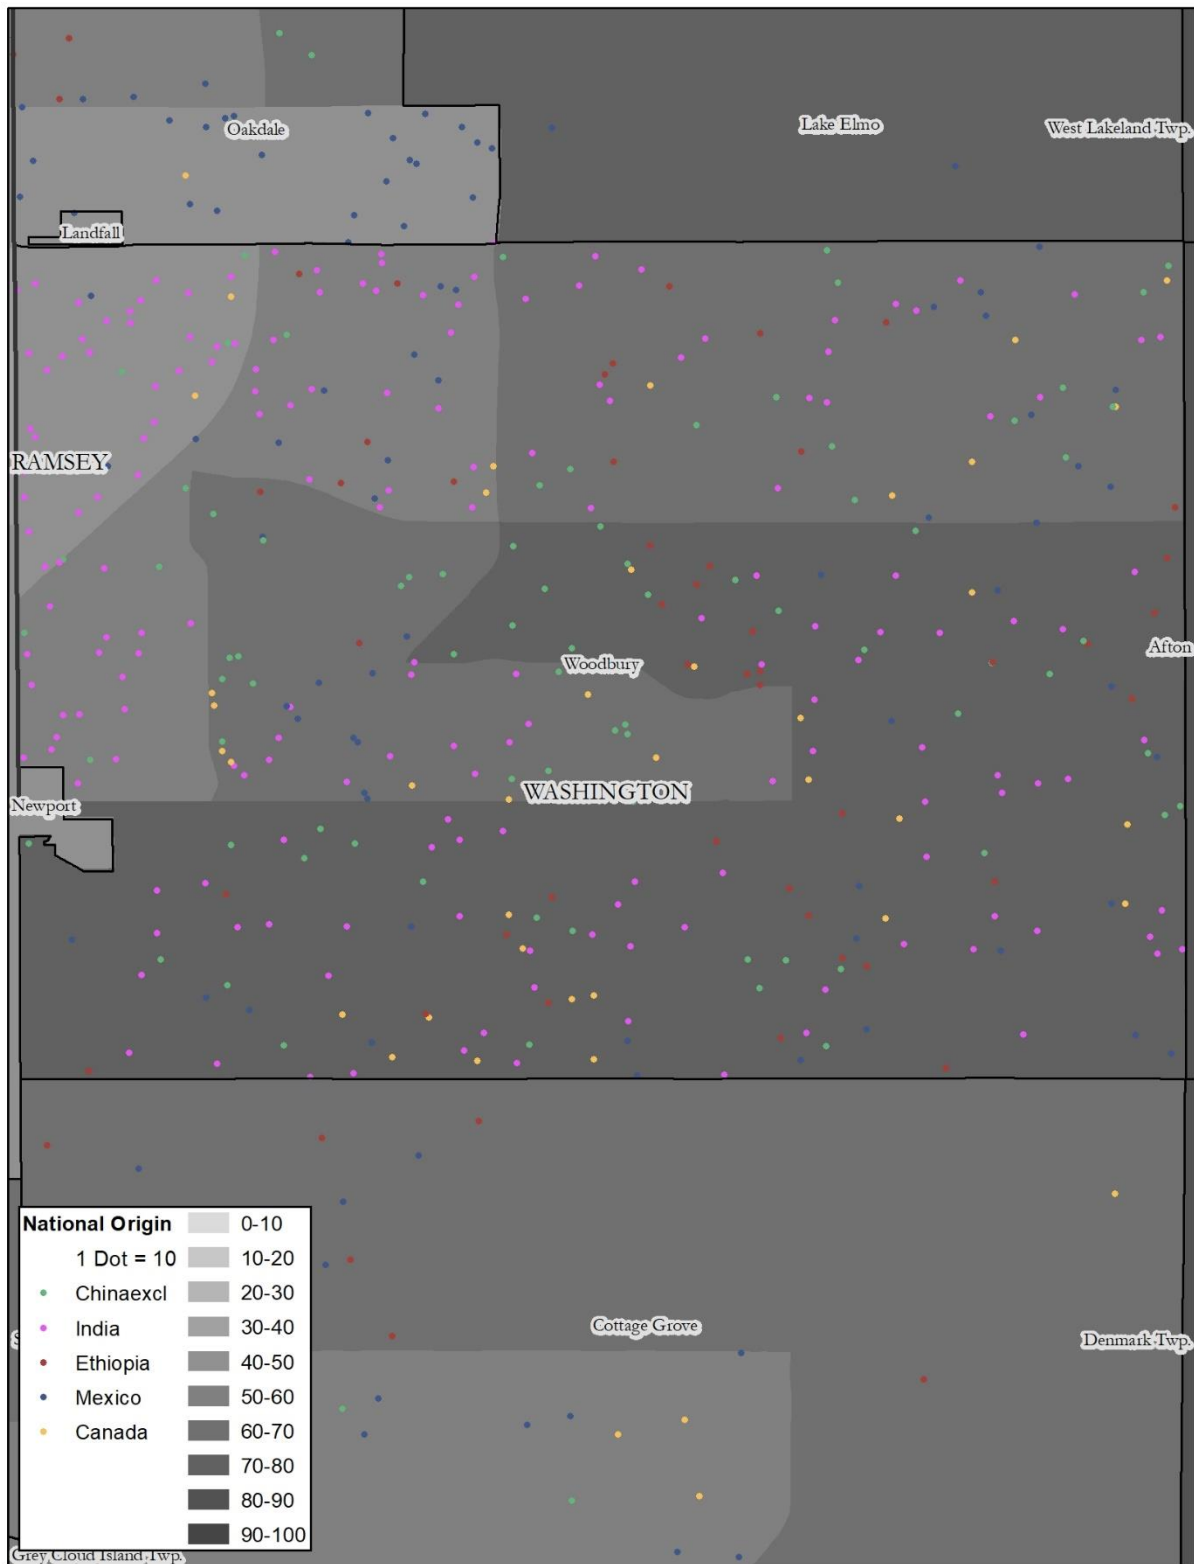 Oakdale
Lake Elmo
West Lakeland Twp.
Landfall
RAMSEY
Woodbury
Afton
WASHINGTON
Newport
National Origin
1 Dot = 10
Chinaexcl
India
Ethiopia
Mexico
Canada
0-10
10-20
20-30
30-40
40-50
50-60
60-70
70-80
80-90
90-100
S
Cottage Grove
Denmark Twp.
Grey Cloud Island Twp.